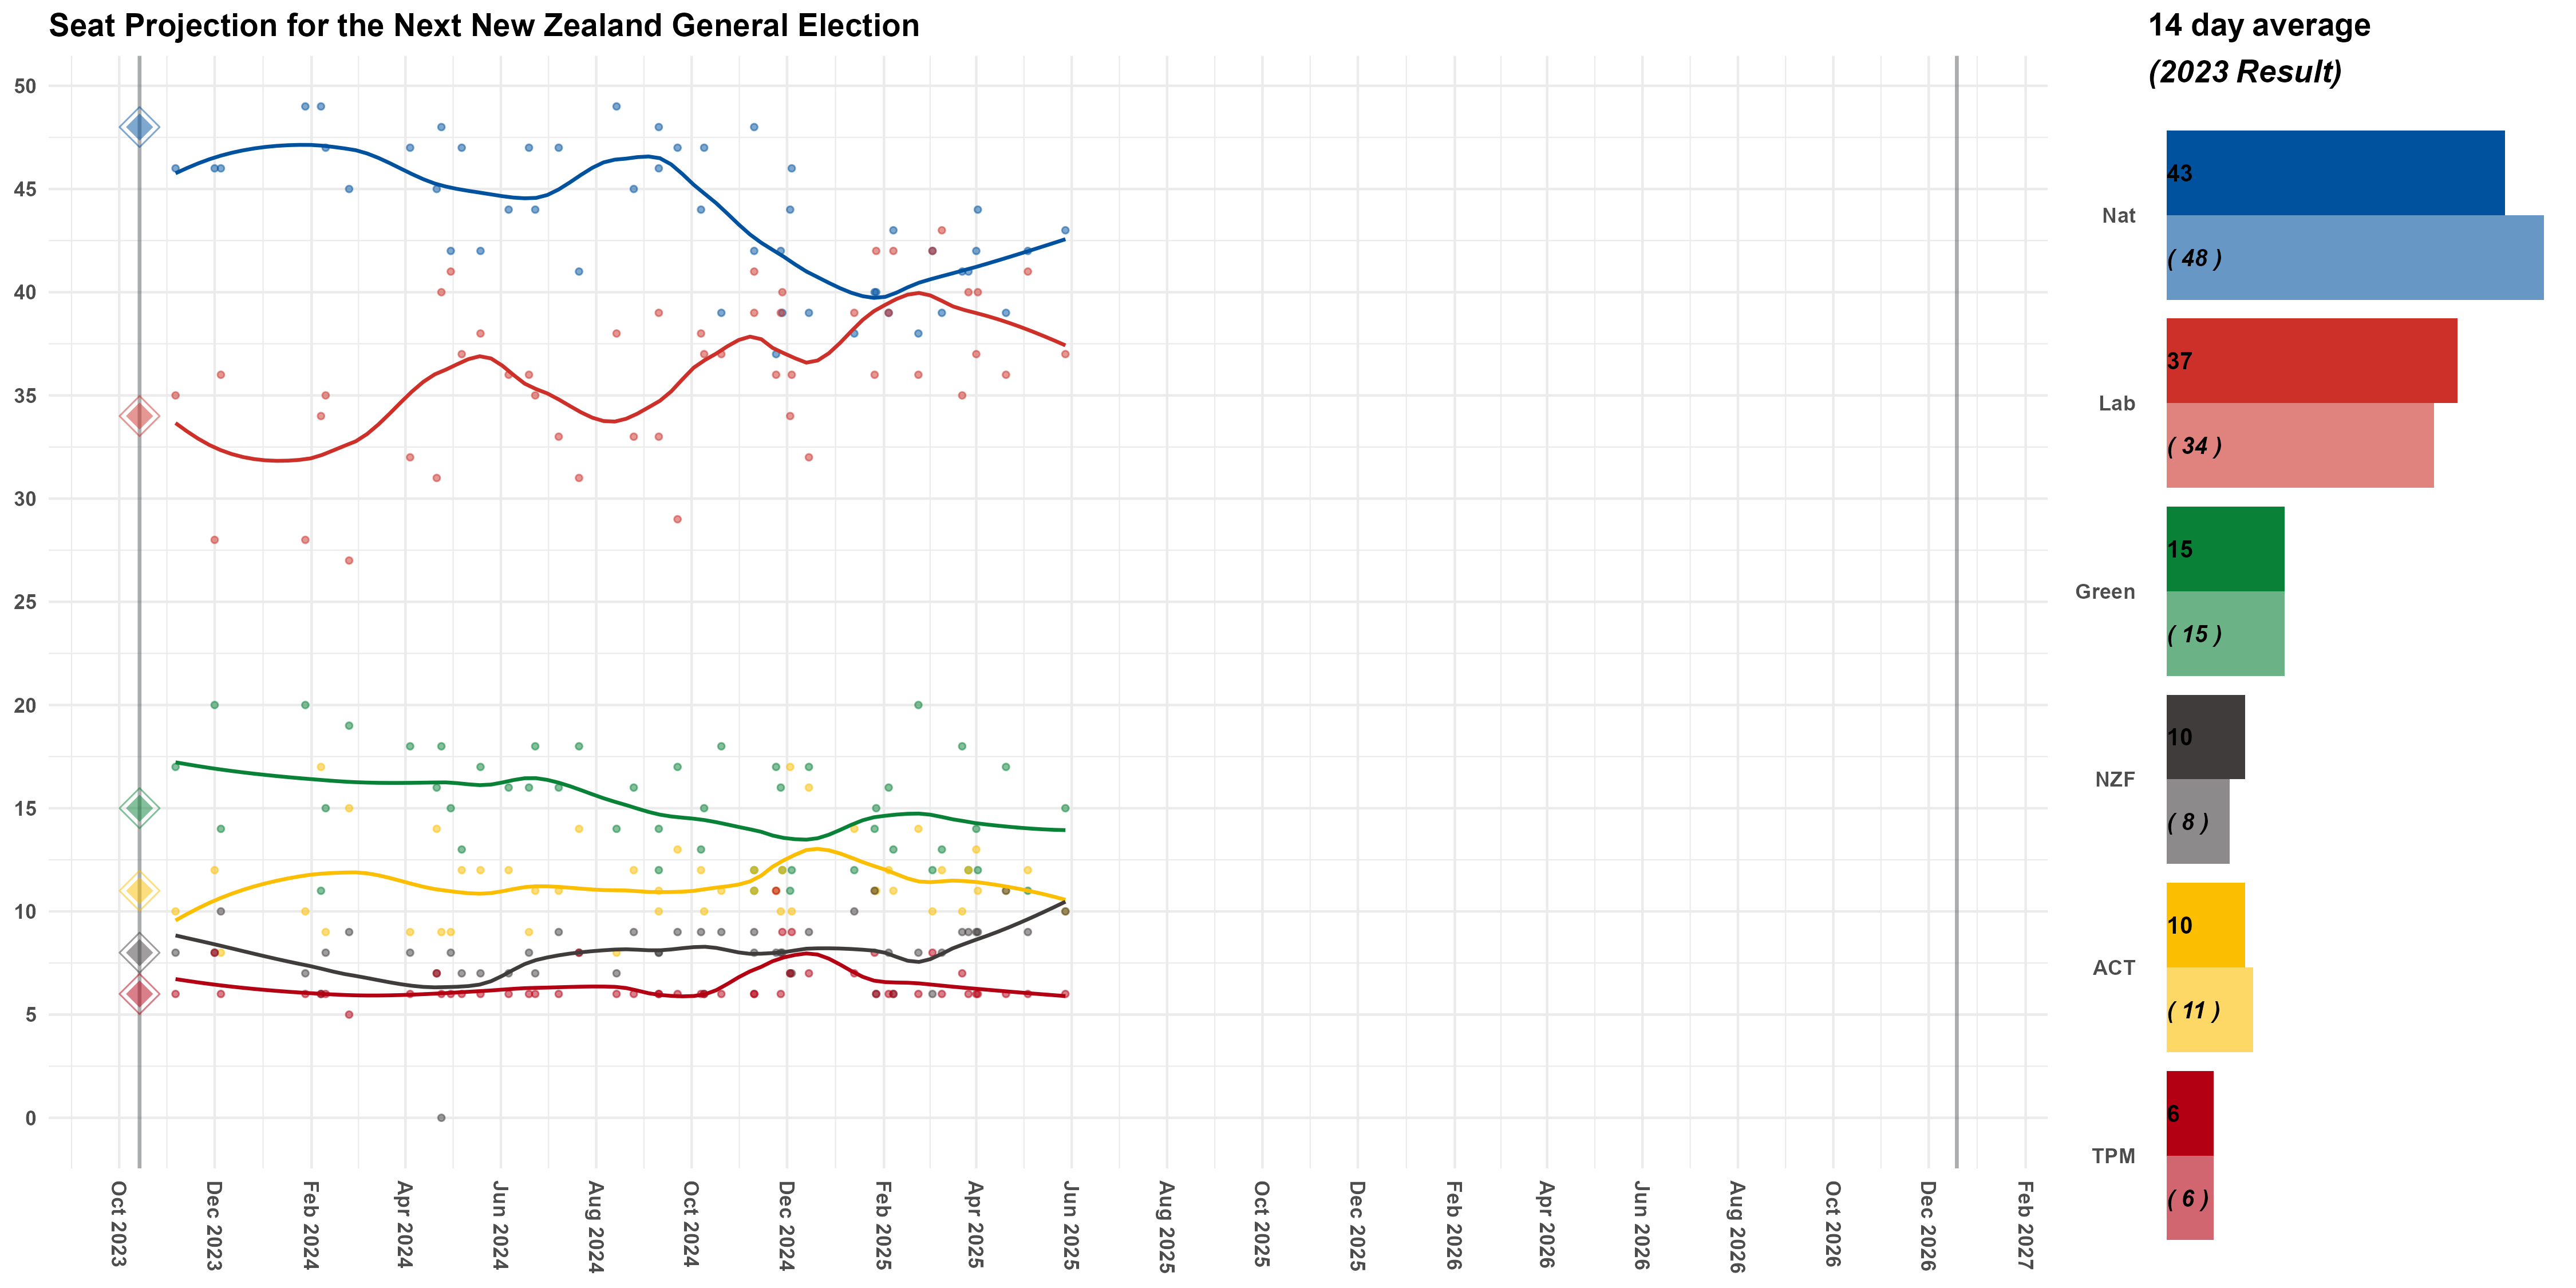 Seat Projection for the Next New Zealand General Election
50
45
40
35
30
25
20
15
10
5
0
Oct 2023
Dec 2023
Feb 2024
Apr 2024
Jun 2024
Aug 2024
Oct 2024
Dec 2024
Feb 2025
Apr 2025
Jun 2025
Aug 2025
Oct 2025
Dec 2025
Feb 2026
Apr 2026
Jun 2026
Aug 2026
Oct 2026
Dec 2026
Feb 2027
14 day average
(2023 Result)
Nat
43
( 48 )
Lab
37
( 34 )
Green
15
( 15 )
NZF
10
( 8 )
ACT
10
( 11 )
TPM
6
( 6 )